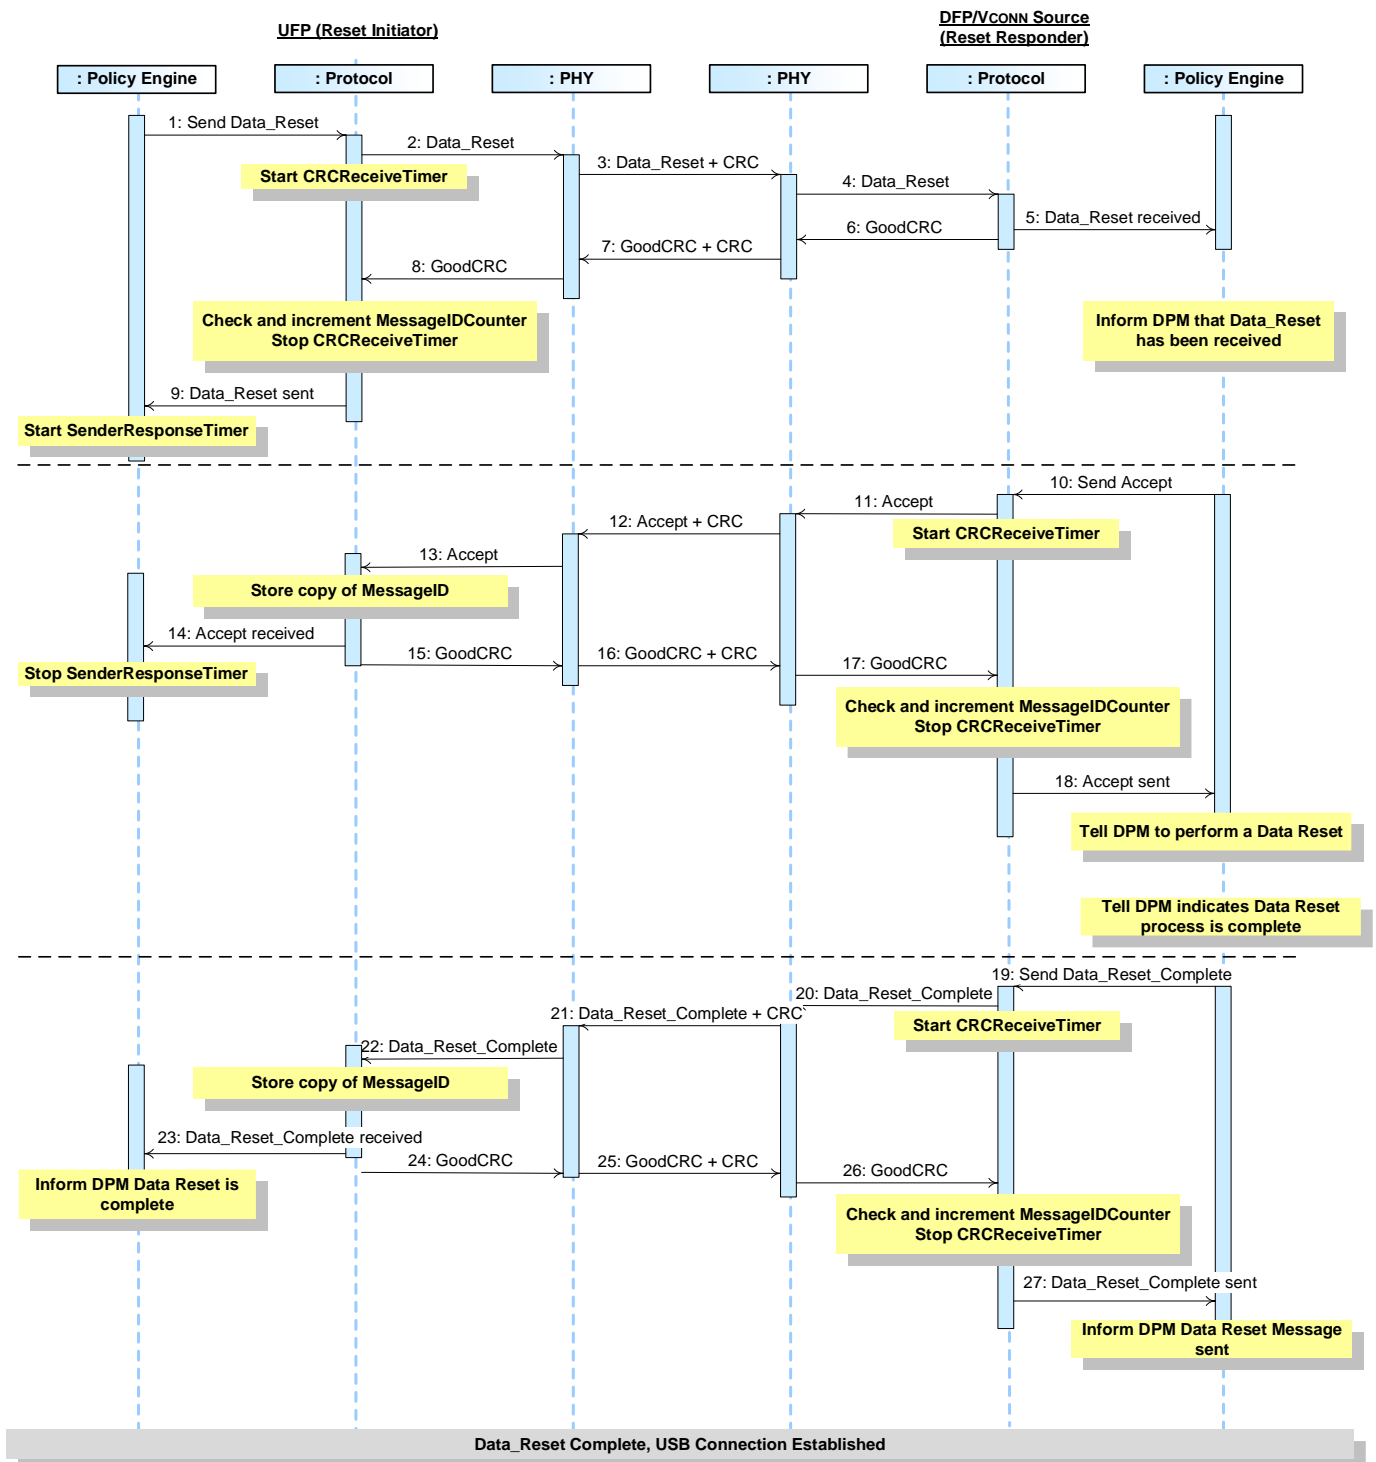 UFP (Reset Initiator)
DFP/VCONN Source
(Reset Responder)
: Policy Engine
: Protocol
: PHY
: PHY
: Protocol
: Policy Engine
1: Send Data_Reset
2: Data_Reset
Start CRCReceiveTimer
3: Data_Reset + CRC
4: Data_Reset
5: Data_Reset received
6: GoodCRC
7: GoodCRC + CRC
8: GoodCRC
Check and increment MessageIDCounter
Stop CRCReceiveTimer
Inform DPM that Data_Reset
has been received
9: Data_Reset sent
Start SenderResponseTimer
10: Send Accept
11: Accept
Start CRCReceiveTimer
12: Accept + CRC
13: Accept
Store copy of MessageID
14: Accept received
Stop SenderResponseTimer
15: GoodCRC
16: GoodCRC + CRC
17: GoodCRC
Check and increment MessageIDCounter
Stop CRCReceiveTimer
18: Accept sent
Tell DPM to perform a Data Reset
Tell DPM indicates Data Reset
process is complete
19: Send Data_Reset_Complete
20: Data_Reset_Complete
Start CRCReceiveTimer
21: Data_Reset_Complete + CRC
22: Data_Reset_Complete
Store copy of MessageID
23: Data_Reset_Complete received
Inform DPM Data Reset is
complete
24: GoodCRC
25: GoodCRC + CRC
26: GoodCRC
Check and increment MessageIDCounter
Stop CRCReceiveTimer
27: Data_Reset_Complete sent
Inform DPM Data Reset Message
sent
Data_Reset Complete, USB Connection Established